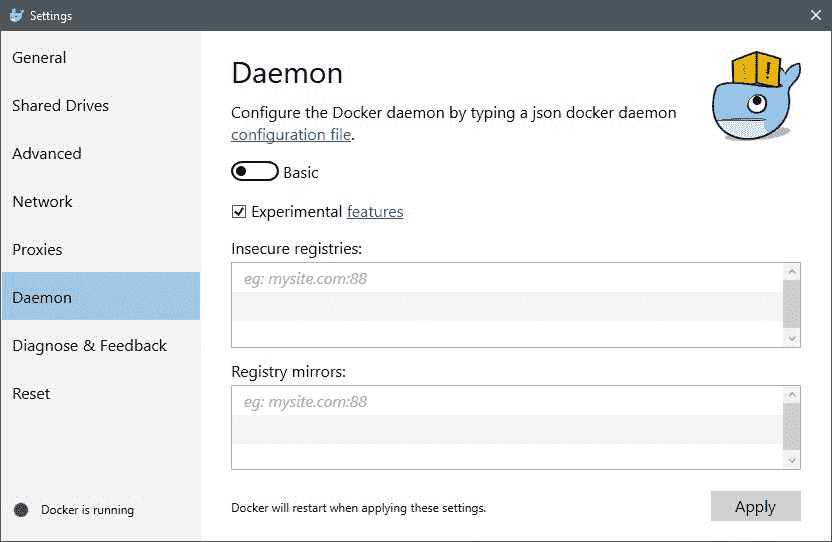 Settings
General
Shared Drives
Advanced
Network
Proxies
Daemon
Diagnose & Feedback
Reset
Docker is running
Daemon
Configure the Docker daemon by typing a json docker daemon
configuration file.
Basic
Experimental features
Insecure registries:
eg: mysite.com:88
Registry mirrors:
eg: mysite.com:88
Docker will restart when applying these settings.
Apply